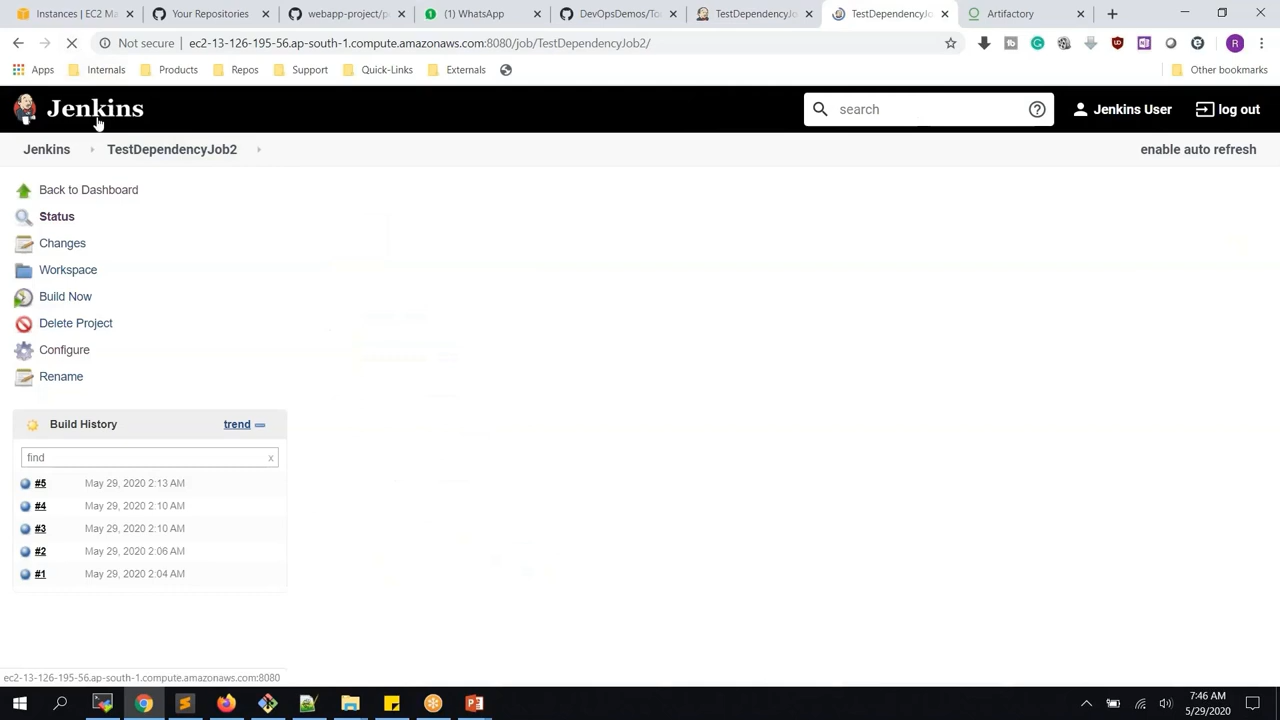 Instances | EC2 Ma
Your Repositories
webapp-project/p
WhatsApp
DevOpsDemos/To
TestDependencyJ
TestDependencyJo
Artifactory
Not secure | ec2-13-126-195-56.ap-south-1.compute.amazonaws.com:8080/job/TestDependencyJob2/
R
Apps
Internals
Products
Repos
Support
Quick-Links
Externals
Other bookmarks
Jenkins
search
Jenkins User
log out
Jenkins
TestDependencyJob2
enable auto refresh
Back to Dashboard
Status
Changes
Workspace
Build Now
Delete Project
Configure
Rename
Build History
trend
find
x
#5 May 29, 2020 2:13 AM
#4 May 29, 2020 2:10 AM
#3 May 29, 2020 2:10 AM
#2 May 29, 2020 2:06 AM
#1 May 29, 2020 2:04 AM
ec2-13-126-195-56.ap-south-1.compute.amazonaws.com:8080
7:46 AM
5/29/2020